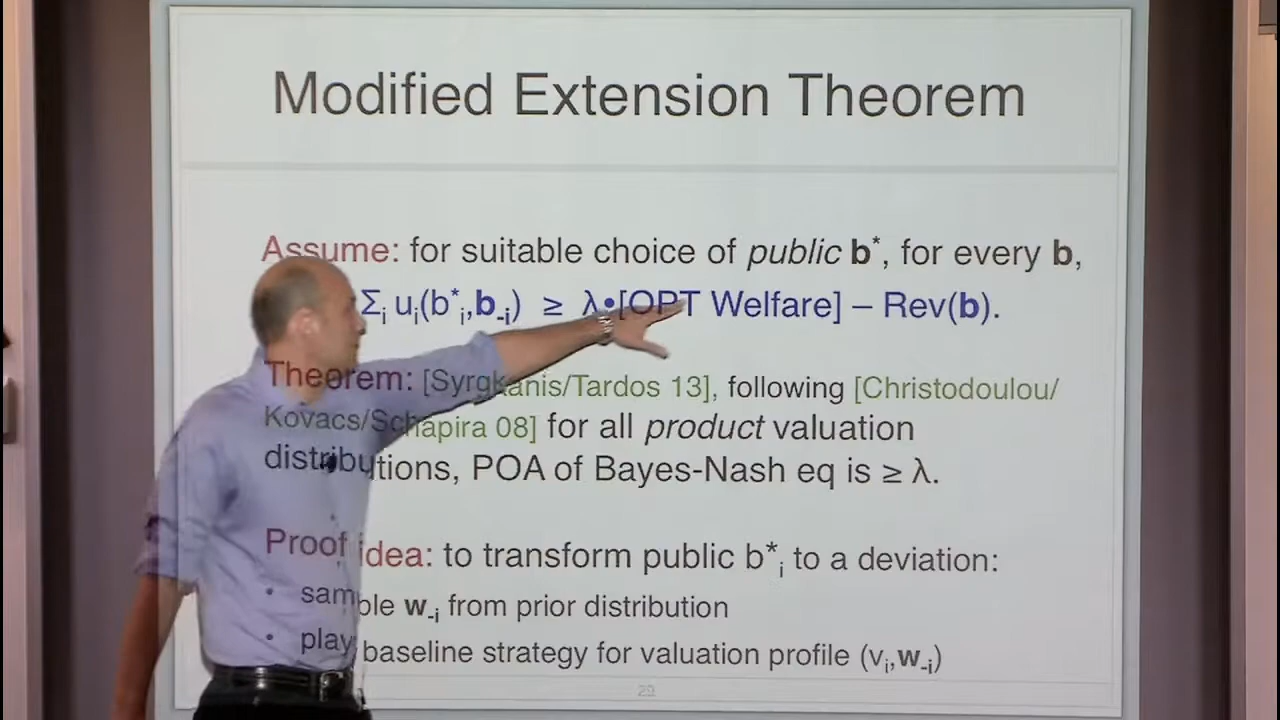 Modified Extension Theorem
Assume: for suitable choice of public b*, for every b,
Σi ui(b*i,b-i) ≥ λ•[OPT Welfare] – Rev(b).
Theorem: [Syrgkanis/Tardos 13], following [Christodoulou/
Kovacs/Schapira 08] for all product valuation
distributions, POA of Bayes-Nash eq is ≥ λ.
Proof idea: to transform public b*i to a deviation:
• sample w-i from prior distribution
• play baseline strategy for valuation profile (vi,w-i)
29